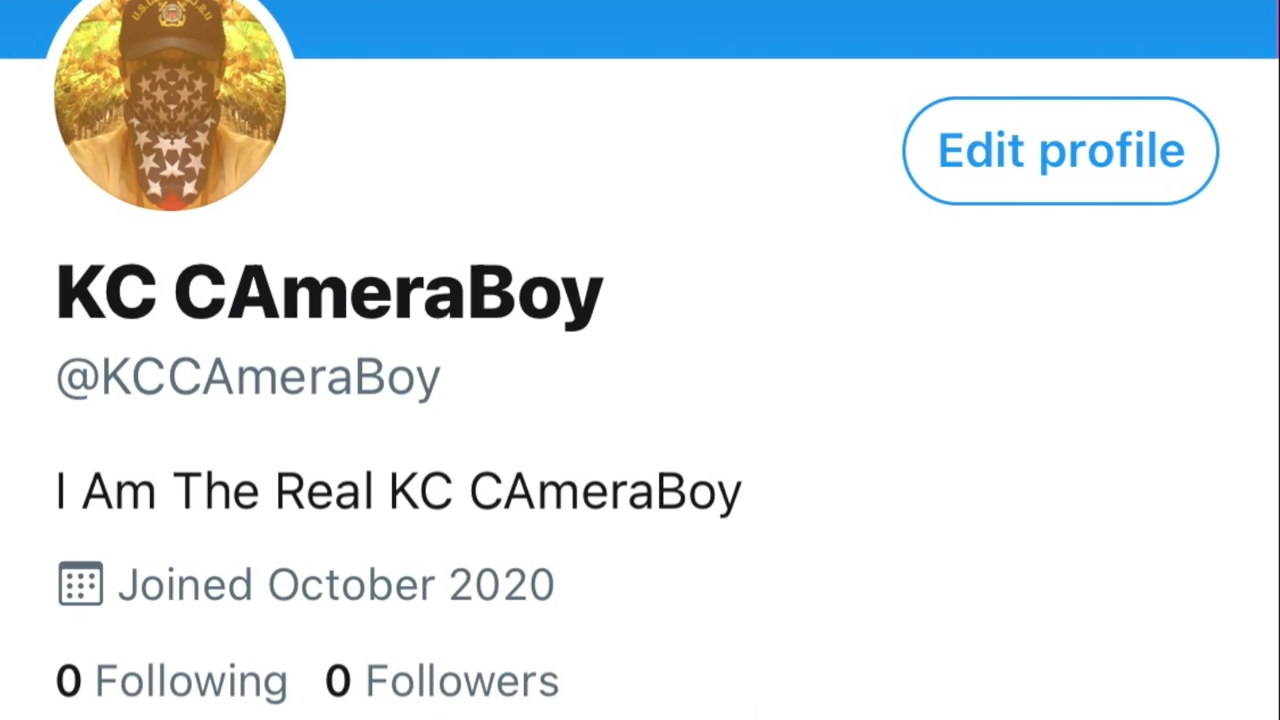 Edit profile
KC CAmeraBoy
@KCCAmeraBoy
I Am The Real KC CAmeraBoy
Joined October 2020
0 Following 0 Followers